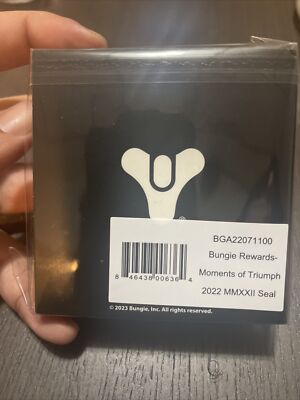 ®
BGA22071100
Bungie Rewards-
Moments of Triumph
2022 MMXXII Seal
8 46438 00636 4
© 2023 Bungie, Inc. All rights reserved.